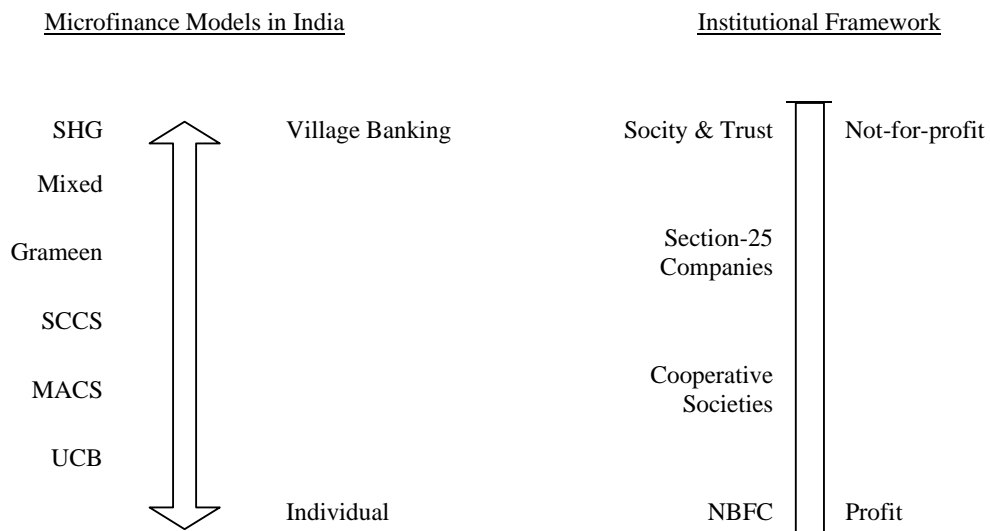 Microfinance Models in India
Institutional Framework
SHG
Village Banking
Socity & Trust
Not-for-profit
Mixed
Grameen
Section-25
Companies
SCCS
MACS
Cooperative
Societies
UCB
Individual
NBFC
Profit